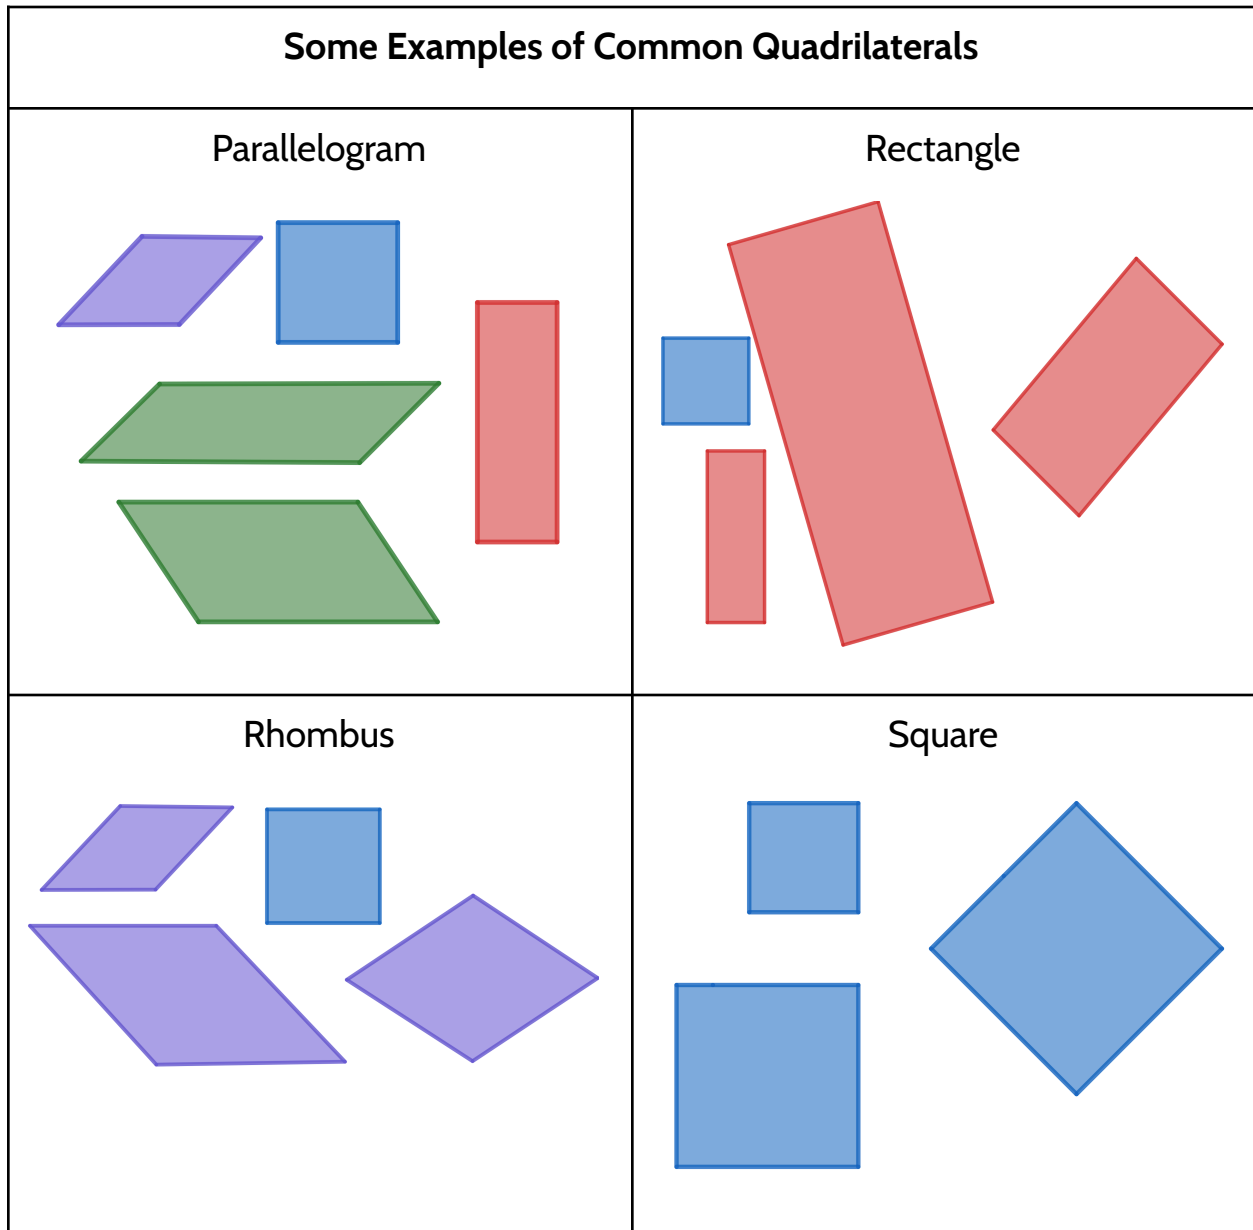 Some Examples of Common Quadrilaterals
Parallelogram
Rectangle
Rhombus
Square